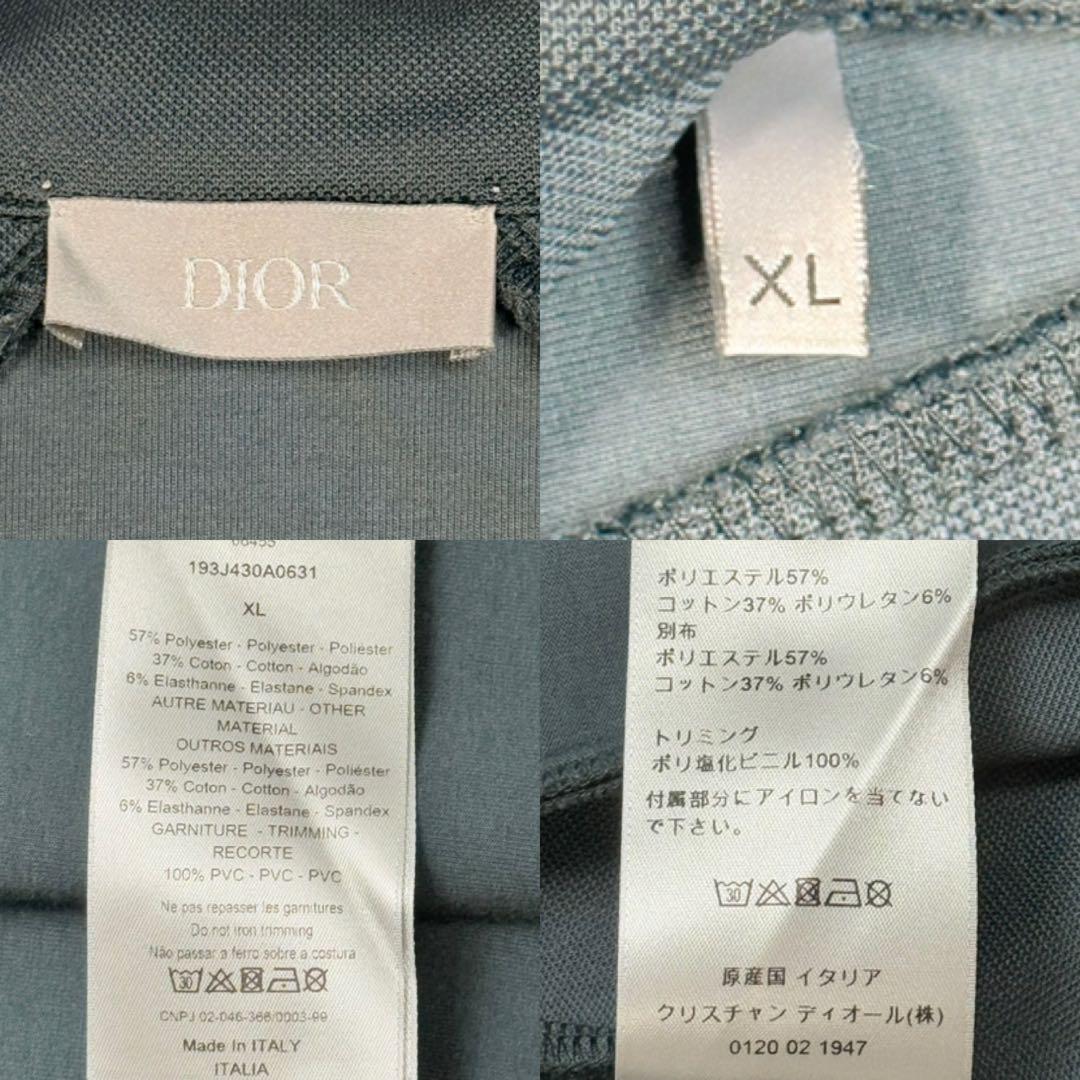 DIOR
XL
193J430A0631
XL
57% Polyester - Polyester - Poliéster
37% Coton - Cotton - Algodão
6% Elasthanne - Elastane - Spandex
AUTRE MATERIAU - OTHER
MATERIAL
OUTROS MATERIAIS
57% Polyester - Polyester - Poliéster
37% Coton - Cotton - Algodão
6% Elasthanne - Elastane - Spandex
GARNITURE - TRIMMING -
RECORTE
100% PVC - PVC - PVC
Ne pas repasser les garnitures
Do not iron trimming
Não passar a ferro sobre a costura
30
CNPJ 02-046-366/0003-99
Made in ITALY
ITALIA
ポリエステル57%
コットン37% ポリウレタン6%
別布
ポリエステル57%
コットン37% ポリウレタン6%
トリミング
ポリ塩化ビニル100%
付属部分にアイロンを当てない
で下さい。
30
原産国 イタリア
クリスチャン ディオール(株)
0120 02 1947